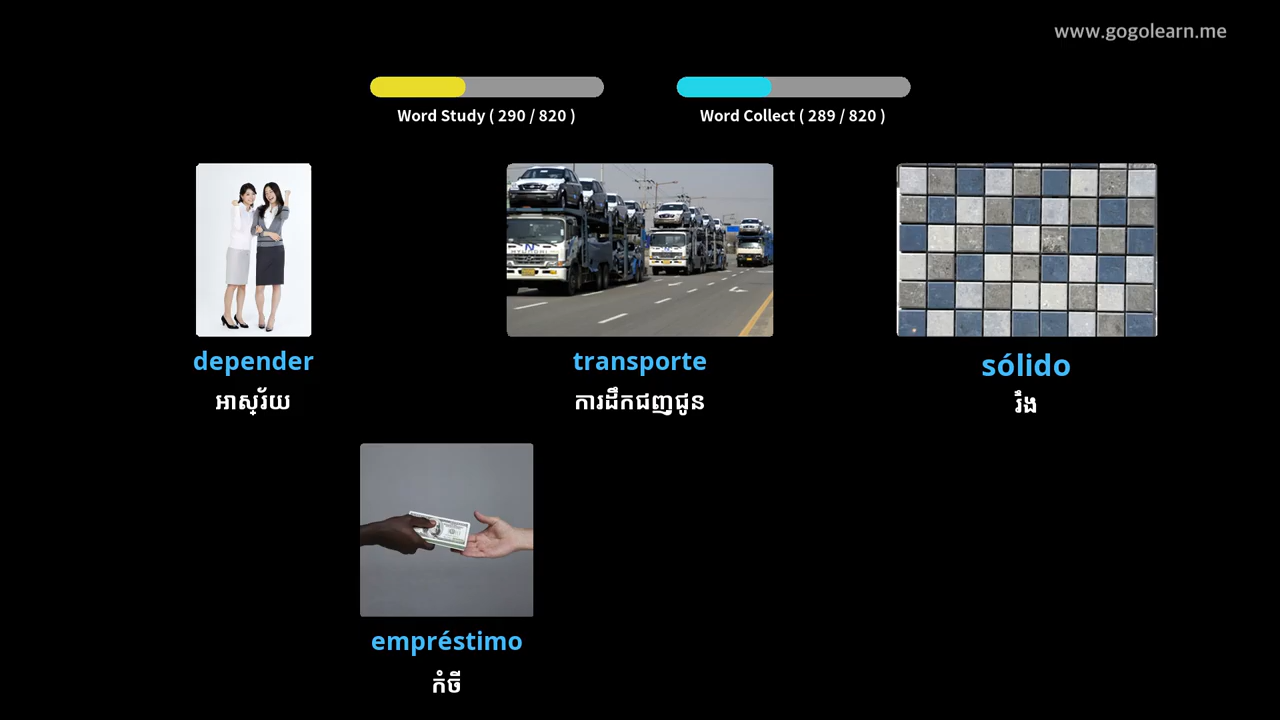 www.gogolearn.me
Word Study ( 290 / 820 )
Word Collect ( 289 / 820 )
depender
អាស្រ័យ
transporte
ការដឹកជញ្ជូន
sólido
រឹង
empréstimo
កំចី